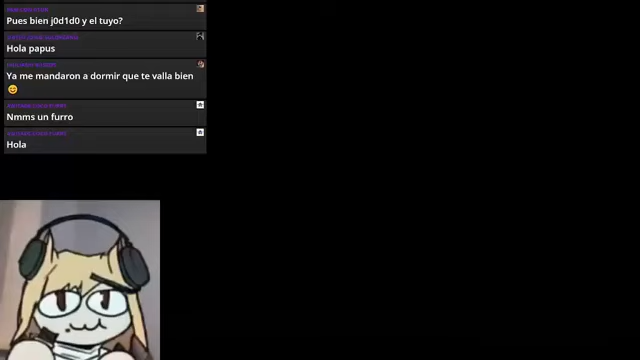 Pues bien j0d1d0 y el tuyo?
Hola papus
Ya me mandaron a dormir que te valla bien
Nmms un furro
Hola